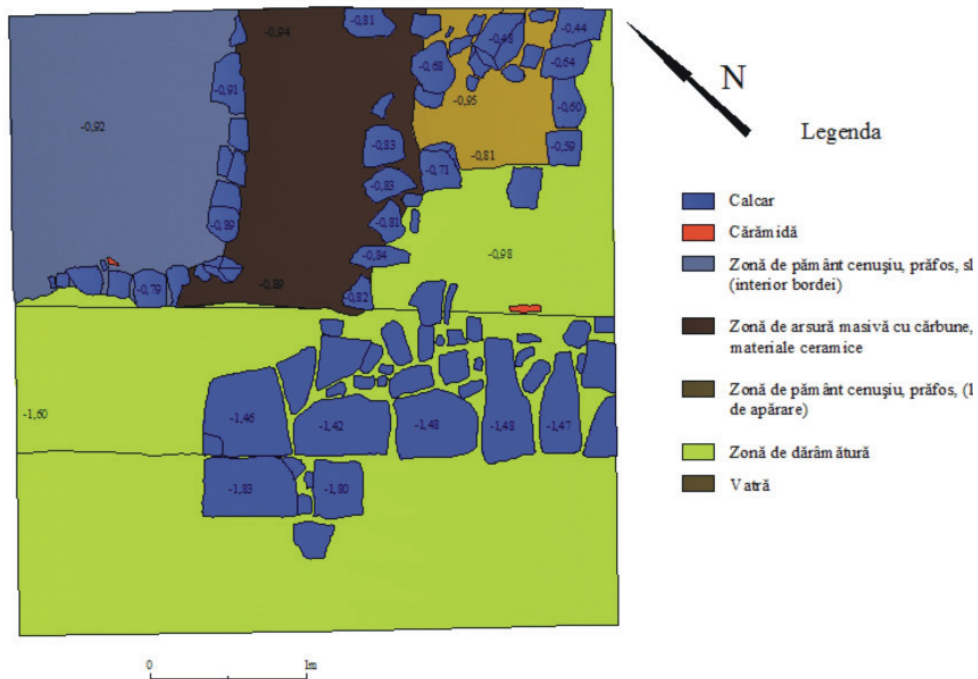 -0,81
-0,94
-0,48
-0,44
-0,68
-0,64
-0,91
-0,95
-0,60
-0,92
-0,83
-0,81
-0,59
-0,71
-0,83
-0,89
-0,81
-0,84
-0,98
-0,79
-0,89
-0,82
-1,60
-1,46
-1,42
-1,48
-1,48
-1,47
-1,83
-1,80
0
1m
N
Legenda
Calcar
Cărămidă
Zonă de pământ cenușiu, prăfos, sl
(interior bordei)
Zonă de arsură masivă cu cărbune,
materiale ceramice
Zonă de pământ cenușiu, prăfos, (1
de apărare)
Zonă de dărâmătură
Vatră